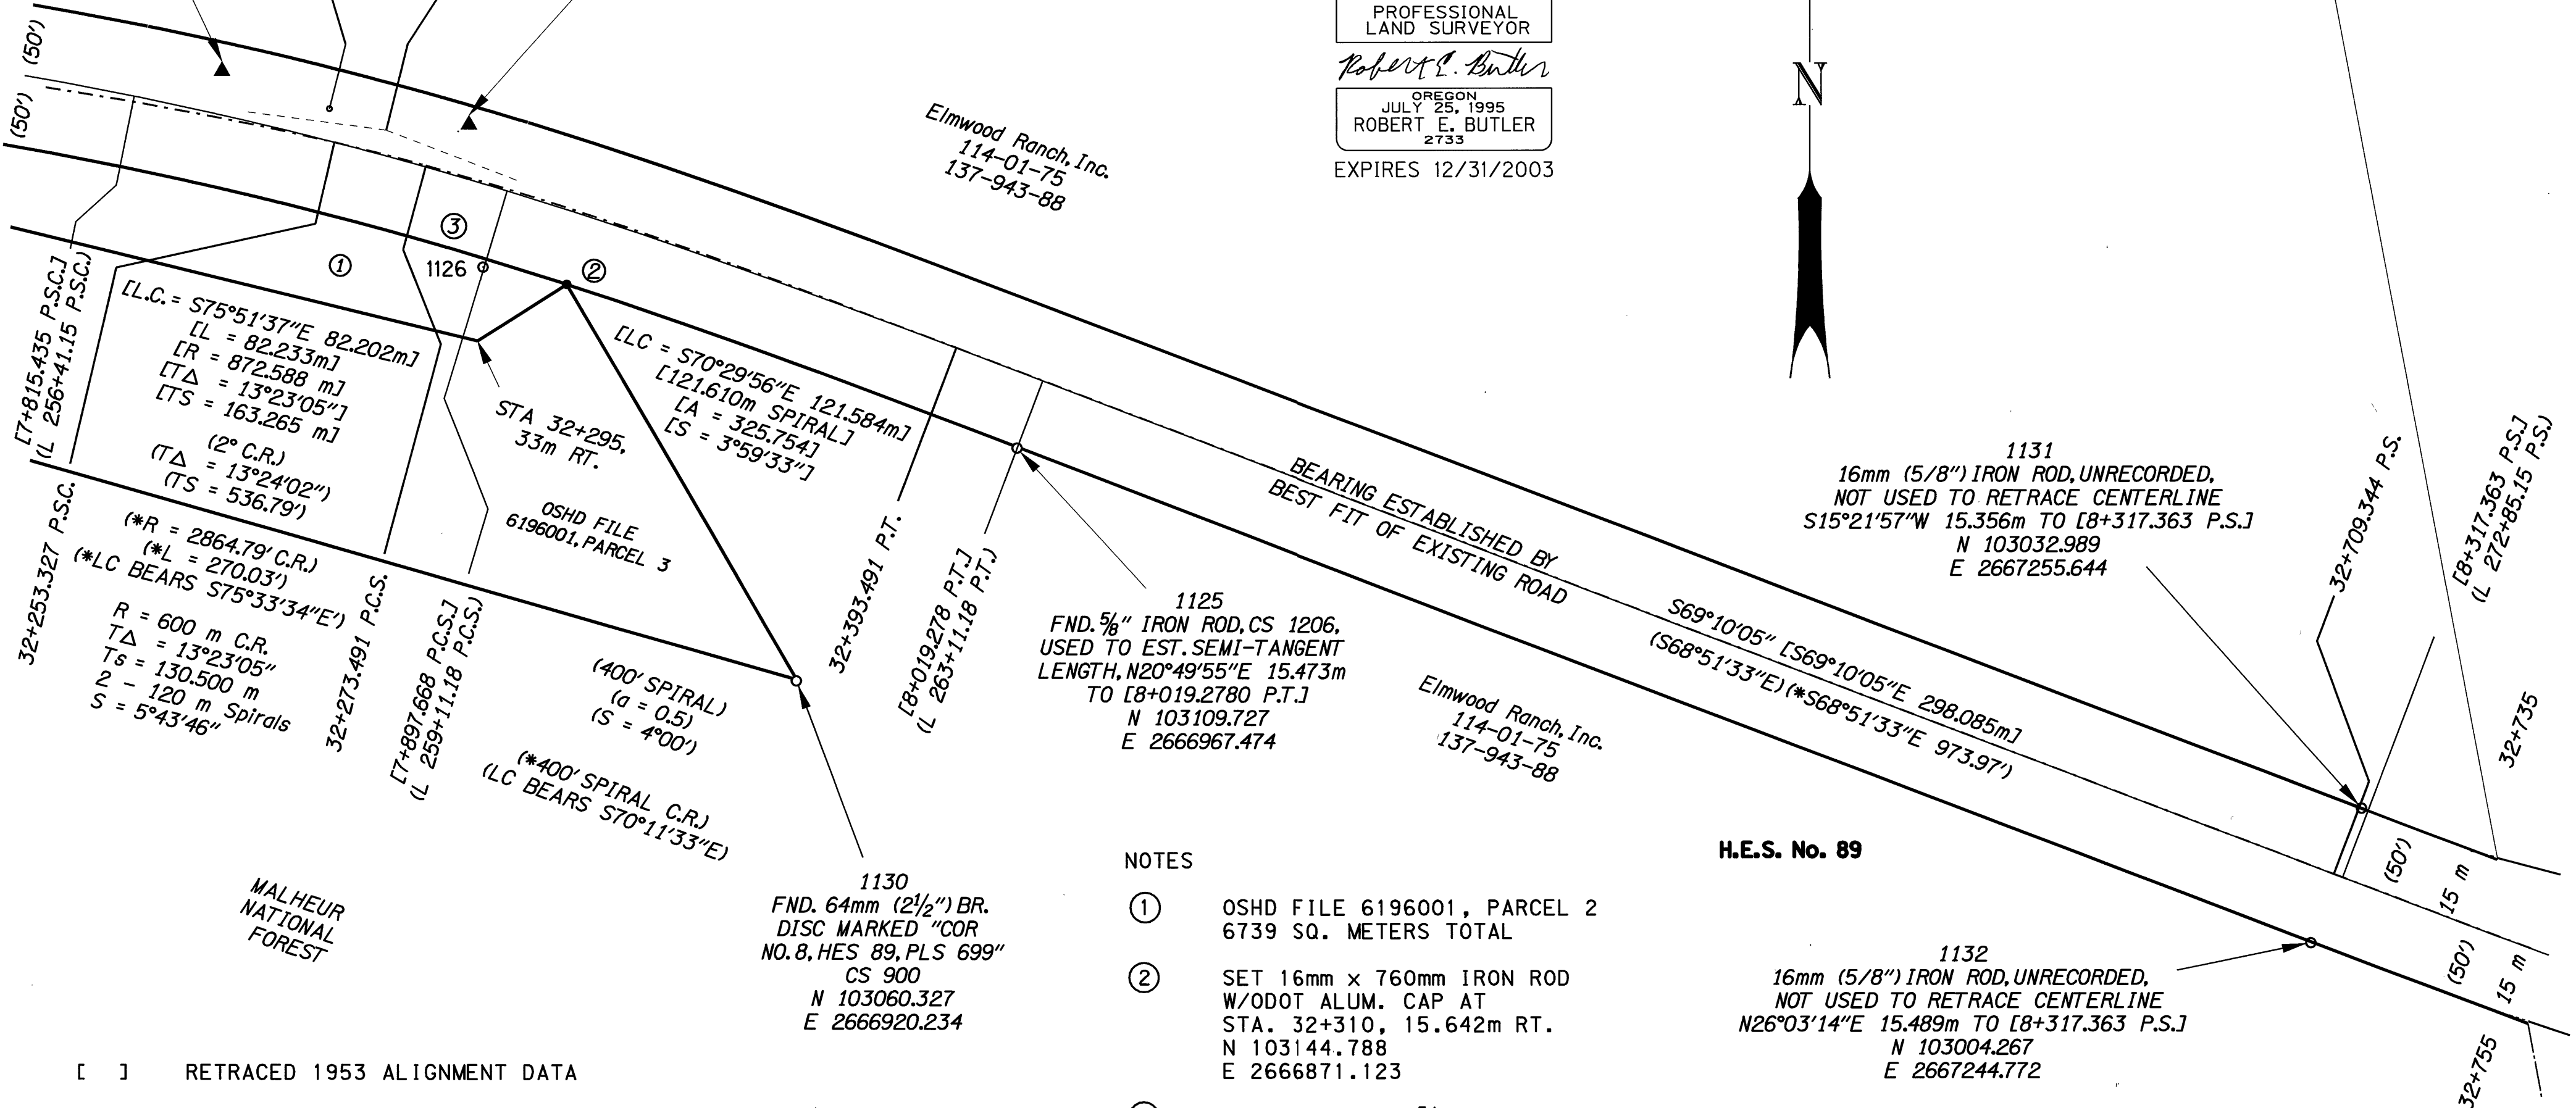 PROFESSIONAL
LAND SURVEYOR
Robert E. Butler
OREGON
JULY 25, 1995
ROBERT E. BUTLER
2733
EXPIRES 12/31/2003
N
(50')
(50')
Elmwood Ranch, Inc.
114-01-75
137-943-88
③
①
1126
②
[7+815.435 P.S.C.]
(L 256+41.15 P.S.C.)
[L.C. = S75°51'37"E 82.202m]
[L = 82.233m]
[R = 872.588 m]
[T∆ = 13°23'05"]
[TS = 163.265 m]
(2° C.R.)
(T∆ = 13°24'02")
(TS = 536.79')
[LC = S70°29'56"E 121.584m]
[121.610m SPIRAL]
[A = 325.754]
[S = 3°59'33"]
STA 32+295,
33m RT.
OSHD FILE
6196001, PARCEL 3
32+253.327 P.S.C.
(*R = 2864.79' C.R.)
(*L = 270.03')
(*LC BEARS S75°33'34"E')
R = 600 m C.R.
T∆ = 13°23'05"
Ts = 130.500 m
2 - 120 m Spirals
S = 5°43'46"
32+273.491 P.C.S.
[7+897.668 P.C.S.]
(L 259+11.18 P.C.S.)
(400' SPIRAL)
(a = 0.5)
(S = 4°00')
(*400' SPIRAL C.R.)
(LC BEARS S70°11'33"E)
32+393.491 P.T.
[8+019.278 P.T.]
(L 263+11.18 P.T.)
BEARING ESTABLISHED BY
BEST FIT OF EXISTING ROAD
S69°10'05" [S69°10'05"E 298.085m]
(S68°51'33"E) (*S68°51'33"E 973.97')
1125
FND. 5/8" IRON ROD, CS 1206,
USED TO EST. SEMI-TANGENT
LENGTH, N20°49'55"E 15.473m
TO [8+019.2780 P.T.]
N 103109.727
E 2666967.474
Elmwood Ranch, Inc.
114-01-75
137-943-88
1131
16mm (5/8") IRON ROD, UNRECORDED,
NOT USED TO RETRACE CENTERLINE
S15°21'57"W 15.356m TO [8+317.363 P.S.]
N 103032.989
E 2667255.644
32+709.344 P.S.
[8+317.363 P.S.]
(L 272+85.15 P.S.)
32+735
(50')
15 m
(50')
15 m
32+755
H.E.S. No. 89
1132
16mm (5/8") IRON ROD, UNRECORDED,
NOT USED TO RETRACE CENTERLINE
N26°03'14"E 15.489m TO [8+317.363 P.S.]
N 103004.267
E 2667244.772
MALHEUR
NATIONAL
FOREST
1130
FND. 64mm (2 1/2") BR.
DISC MARKED "COR
NO. 8, HES 89, PLS 699"
CS 900
N 103060.327
E 2666920.234
NOTES
① OSHD FILE 6196001, PARCEL 2
6739 SQ. METERS TOTAL
② SET 16mm x 760mm IRON ROD
W/ODOT ALUM. CAP AT
STA. 32+310, 15.642m RT.
N 103144.788
E 2666871.123
[ ] RETRACED 1953 ALIGNMENT DATA